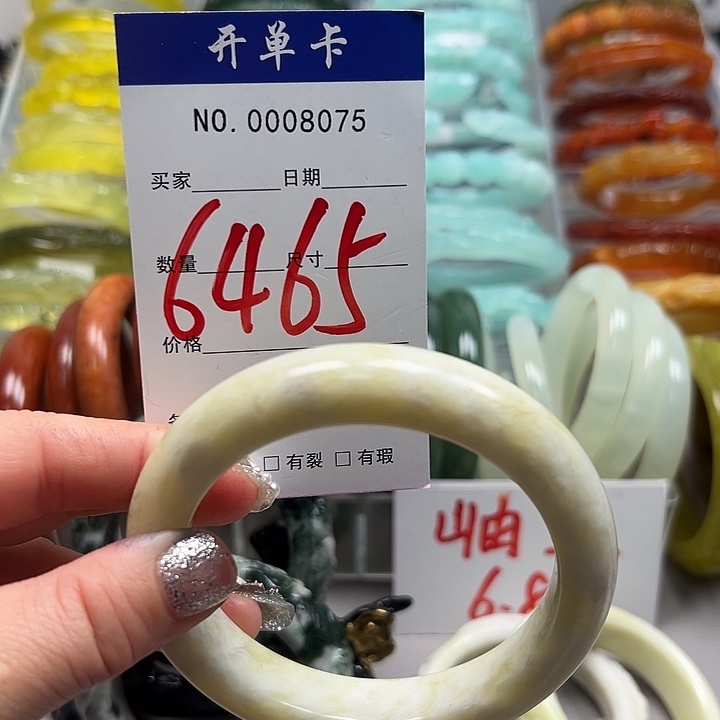 开单卡
NO. 0008075
买家 日期
6465
数量 尺寸
价格
□ 有裂 □ 有瑕
岫
6.8